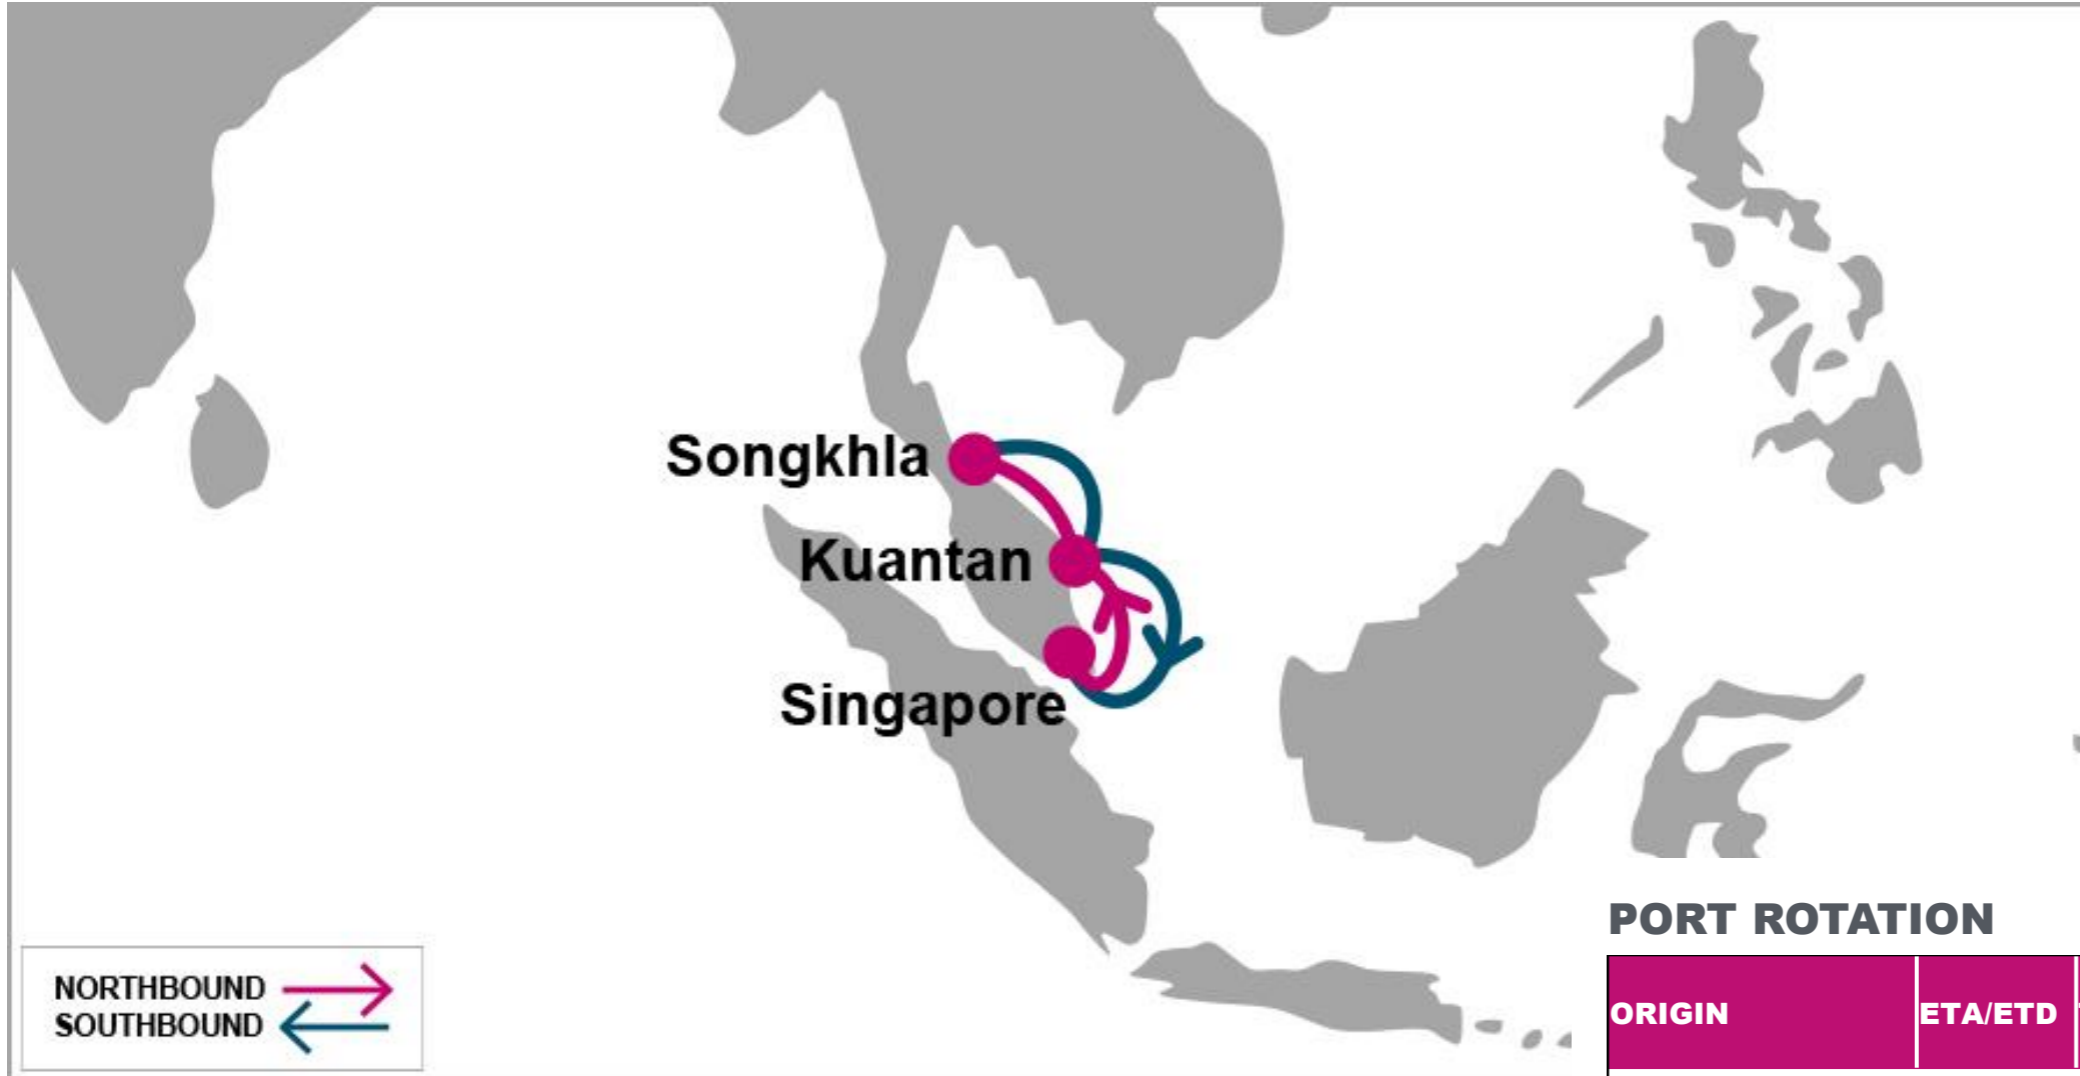 Songkhla
Kuantan
Singapore
NORTHBOUND
SOUTHBOUND
PORT ROTATION
ORIGIN ETA/ETD